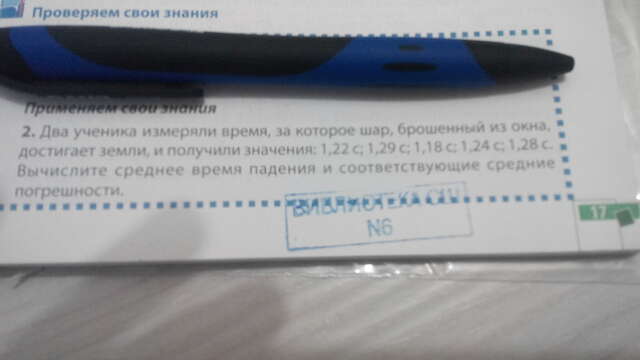 Проверяем свои знания
Применяем свои знания
2. Два ученика измеряли время, за которое шар, брошенный из окна,
достигает земли, и получили значения: 1,22 с; 1,29 с; 1,18 с; 1,24 с; 1,28 с.
Вычислите среднее время падения и соответствующие средние
погрешности.
БИБЛИОТЕКА СШ
N6
17